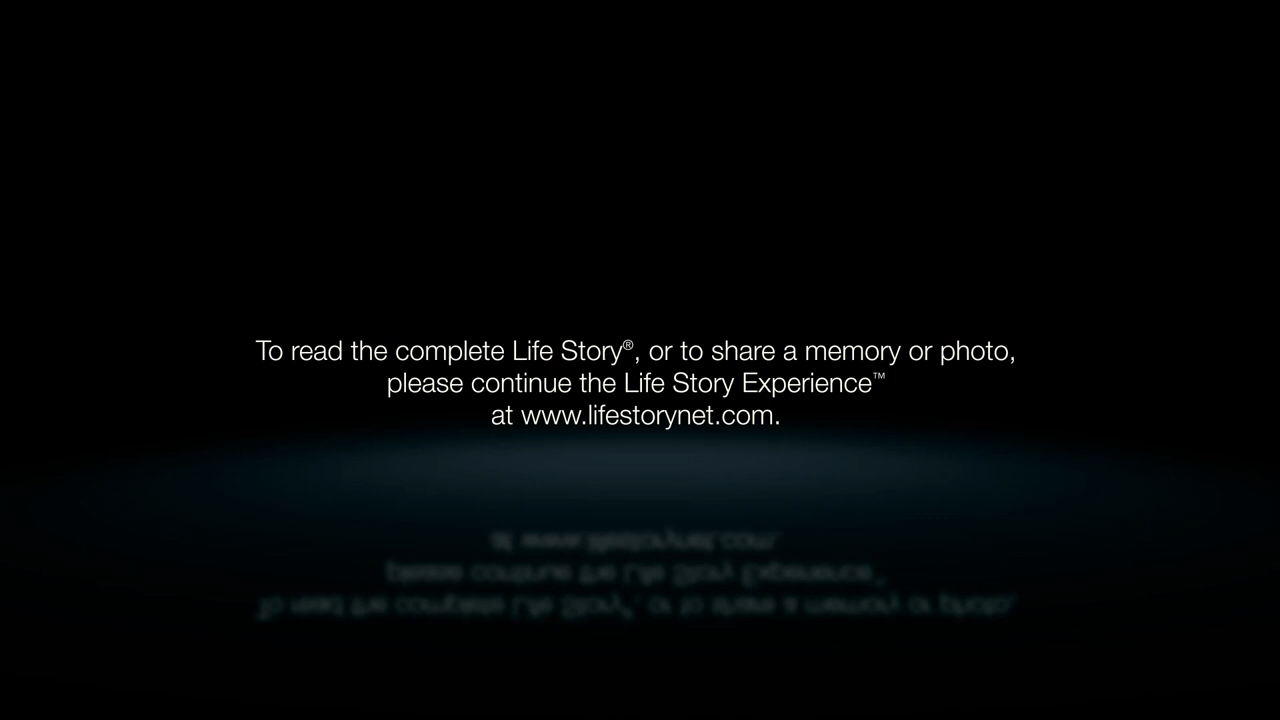 To read the complete Life Story®, or to share a memory or photo,
please continue the Life Story Experience™
at www.lifestorynet.com.